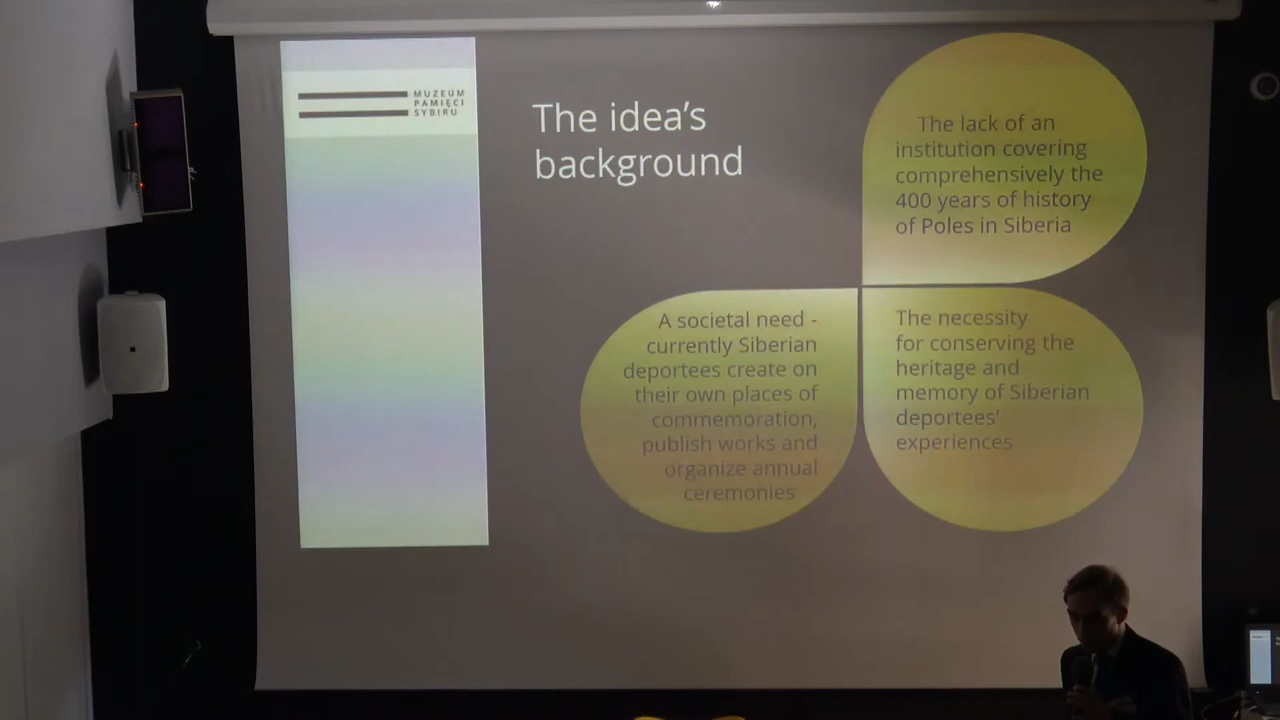 MUZEUM
PAMIĘCI
SYBIRU
The idea's
background
The lack of an
institution covering
comprehensively the
400 years of history
of Poles in Siberia
A societal need -
currently Siberian
deportees create on
their own places of
commemoration,
publish works and
organize annual
ceremonies
The necessity
for conserving the
heritage and
memory of Siberian
deportees'
experiences